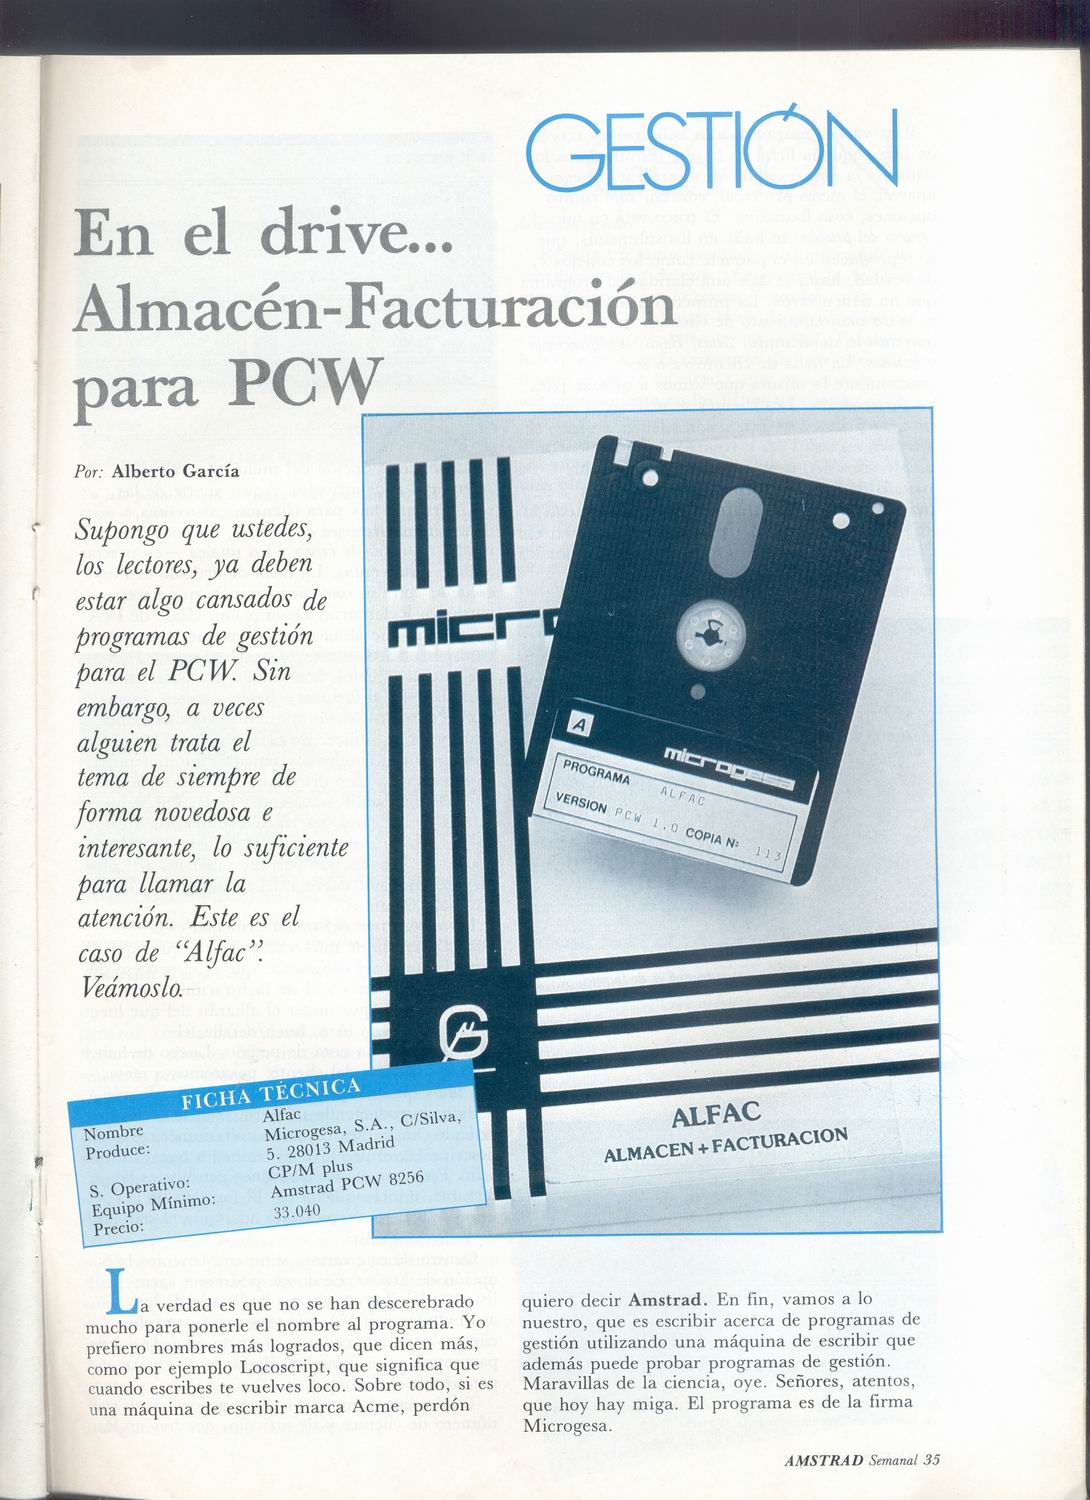 GESTIÓN
En el drive...
Almacén-Facturación
para PCW
Por: Alberto García
Supongo que ustedes,
los lectores, ya deben
estar algo cansados de
programas de gestión
para el PCW. Sin
embargo, a veces
alguien trata el
tema de siempre de
forma novedosa e
interesante, lo suficiente
para llamar la
atención. Este es el
caso de “Alfac”.
Veámoslo.
micro
A
microgesa
PROGRAMA ALFAC
VERSION PCW 1.0 COPIA Nº 113
ALFAC
ALMACEN + FACTURACION
FICHA TÉCNICA
Nombre Alfac
Produce: Microgesa, S.A., C/Silva,
5. 28013 Madrid
S. Operativo: CP/M plus
Equipo Mínimo: Amstrad PCW 8256
Precio: 33.040
La verdad es que no se han descerebrado
mucho para ponerle el nombre al programa. Yo
prefiero nombres más logrados, que dicen más,
como por ejemplo Locoscript, que significa que
cuando escribes te vuelves loco. Sobre todo, si es
una máquina de escribir marca Acme, perdón
quiero decir Amstrad. En fin, vamos a lo
nuestro, que es escribir acerca de programas de
gestión utilizando una máquina de escribir que
además puede probar programas de gestión.
Maravillas de la ciencia, oye. Señores, atentos,
que hoy hay miga. El programa es de la firma
Microgesa.
AMSTRAD Semanal 35